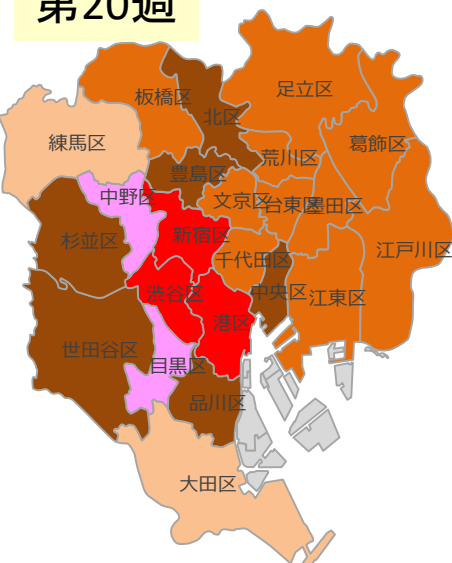 第20週
足立区
板橋区
北区
練馬区
葛飾区
荒川区
豊島区
中野区
文京区
台東区
墨田区
新宿区
杉並区
江戸川区
千代田区
中央区
渋谷区
江東区
港区
世田谷区
目黒区
品川区
大田区